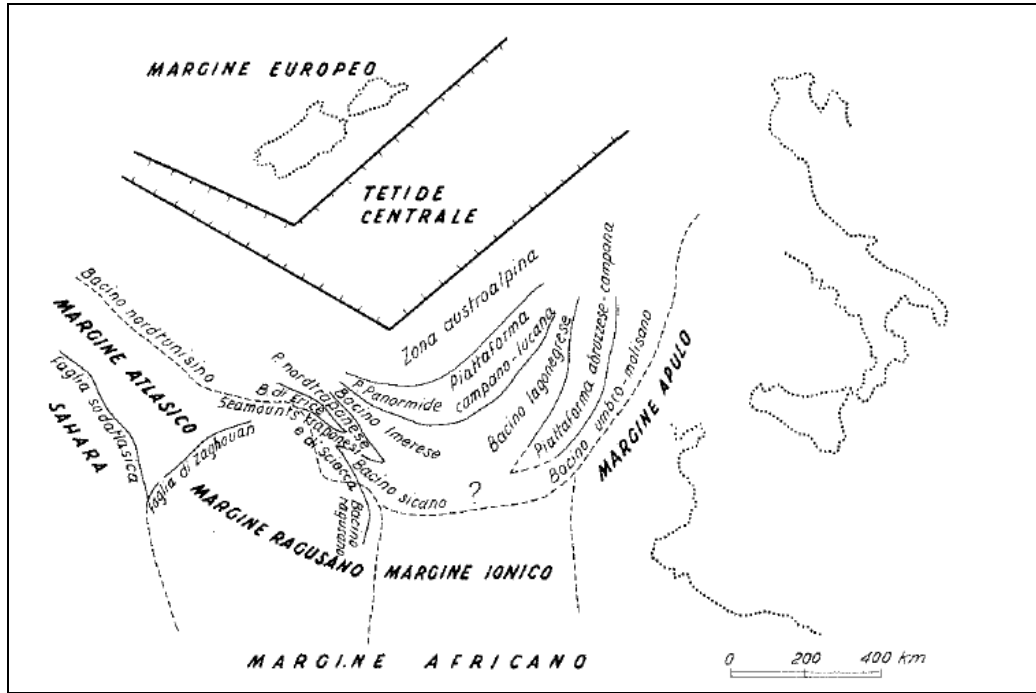 MARGINE EUROPEO
TETIDE
CENTRALE
Bacino nordtunisino
MARGINE ATLASICO
Faglia sudatlasica
SAHARA
Faglia di Zaghouan
Seamounts
trapanesi
e di Sciacca
B. di Erice
P. nordtrapanese
Bacino Imerese
P. Panormide
Zona austroalpina
Piattaforma
campano-lucana
Bacino lagonegrese
Piattaforma abruzzese-campana
Bacino umbro-molisano
MARGINE APULO
Bacino sicano
?
Bacino
ragusano
MARGINE RAGUSANO
MARGINE IONICO
MARGINE AFRICANO
0 200 400 km